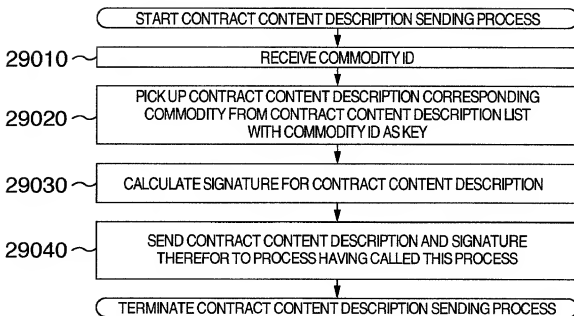 START CONTRACT CONTENT DESCRIPTION SENDING PROCESS
29010
RECEIVE COMMODITY ID
29020
PICK UP CONTRACT CONTENT DESCRIPTION CORRESPONDING
COMMODITY FROM CONTRACT CONTENT DESCRIPTION LIST
WITH COMMODITY ID AS KEY
29030
CALCULATE SIGNATURE FOR CONTRACT CONTENT DESCRIPTION
29040
SEND CONTRACT CONTENT DESCRIPTION AND SIGNATURE
THEREFOR TO PROCESS HAVING CALLED THIS PROCESS
TERMINATE CONTRACT CONTENT DESCRIPTION SENDING PROCESS